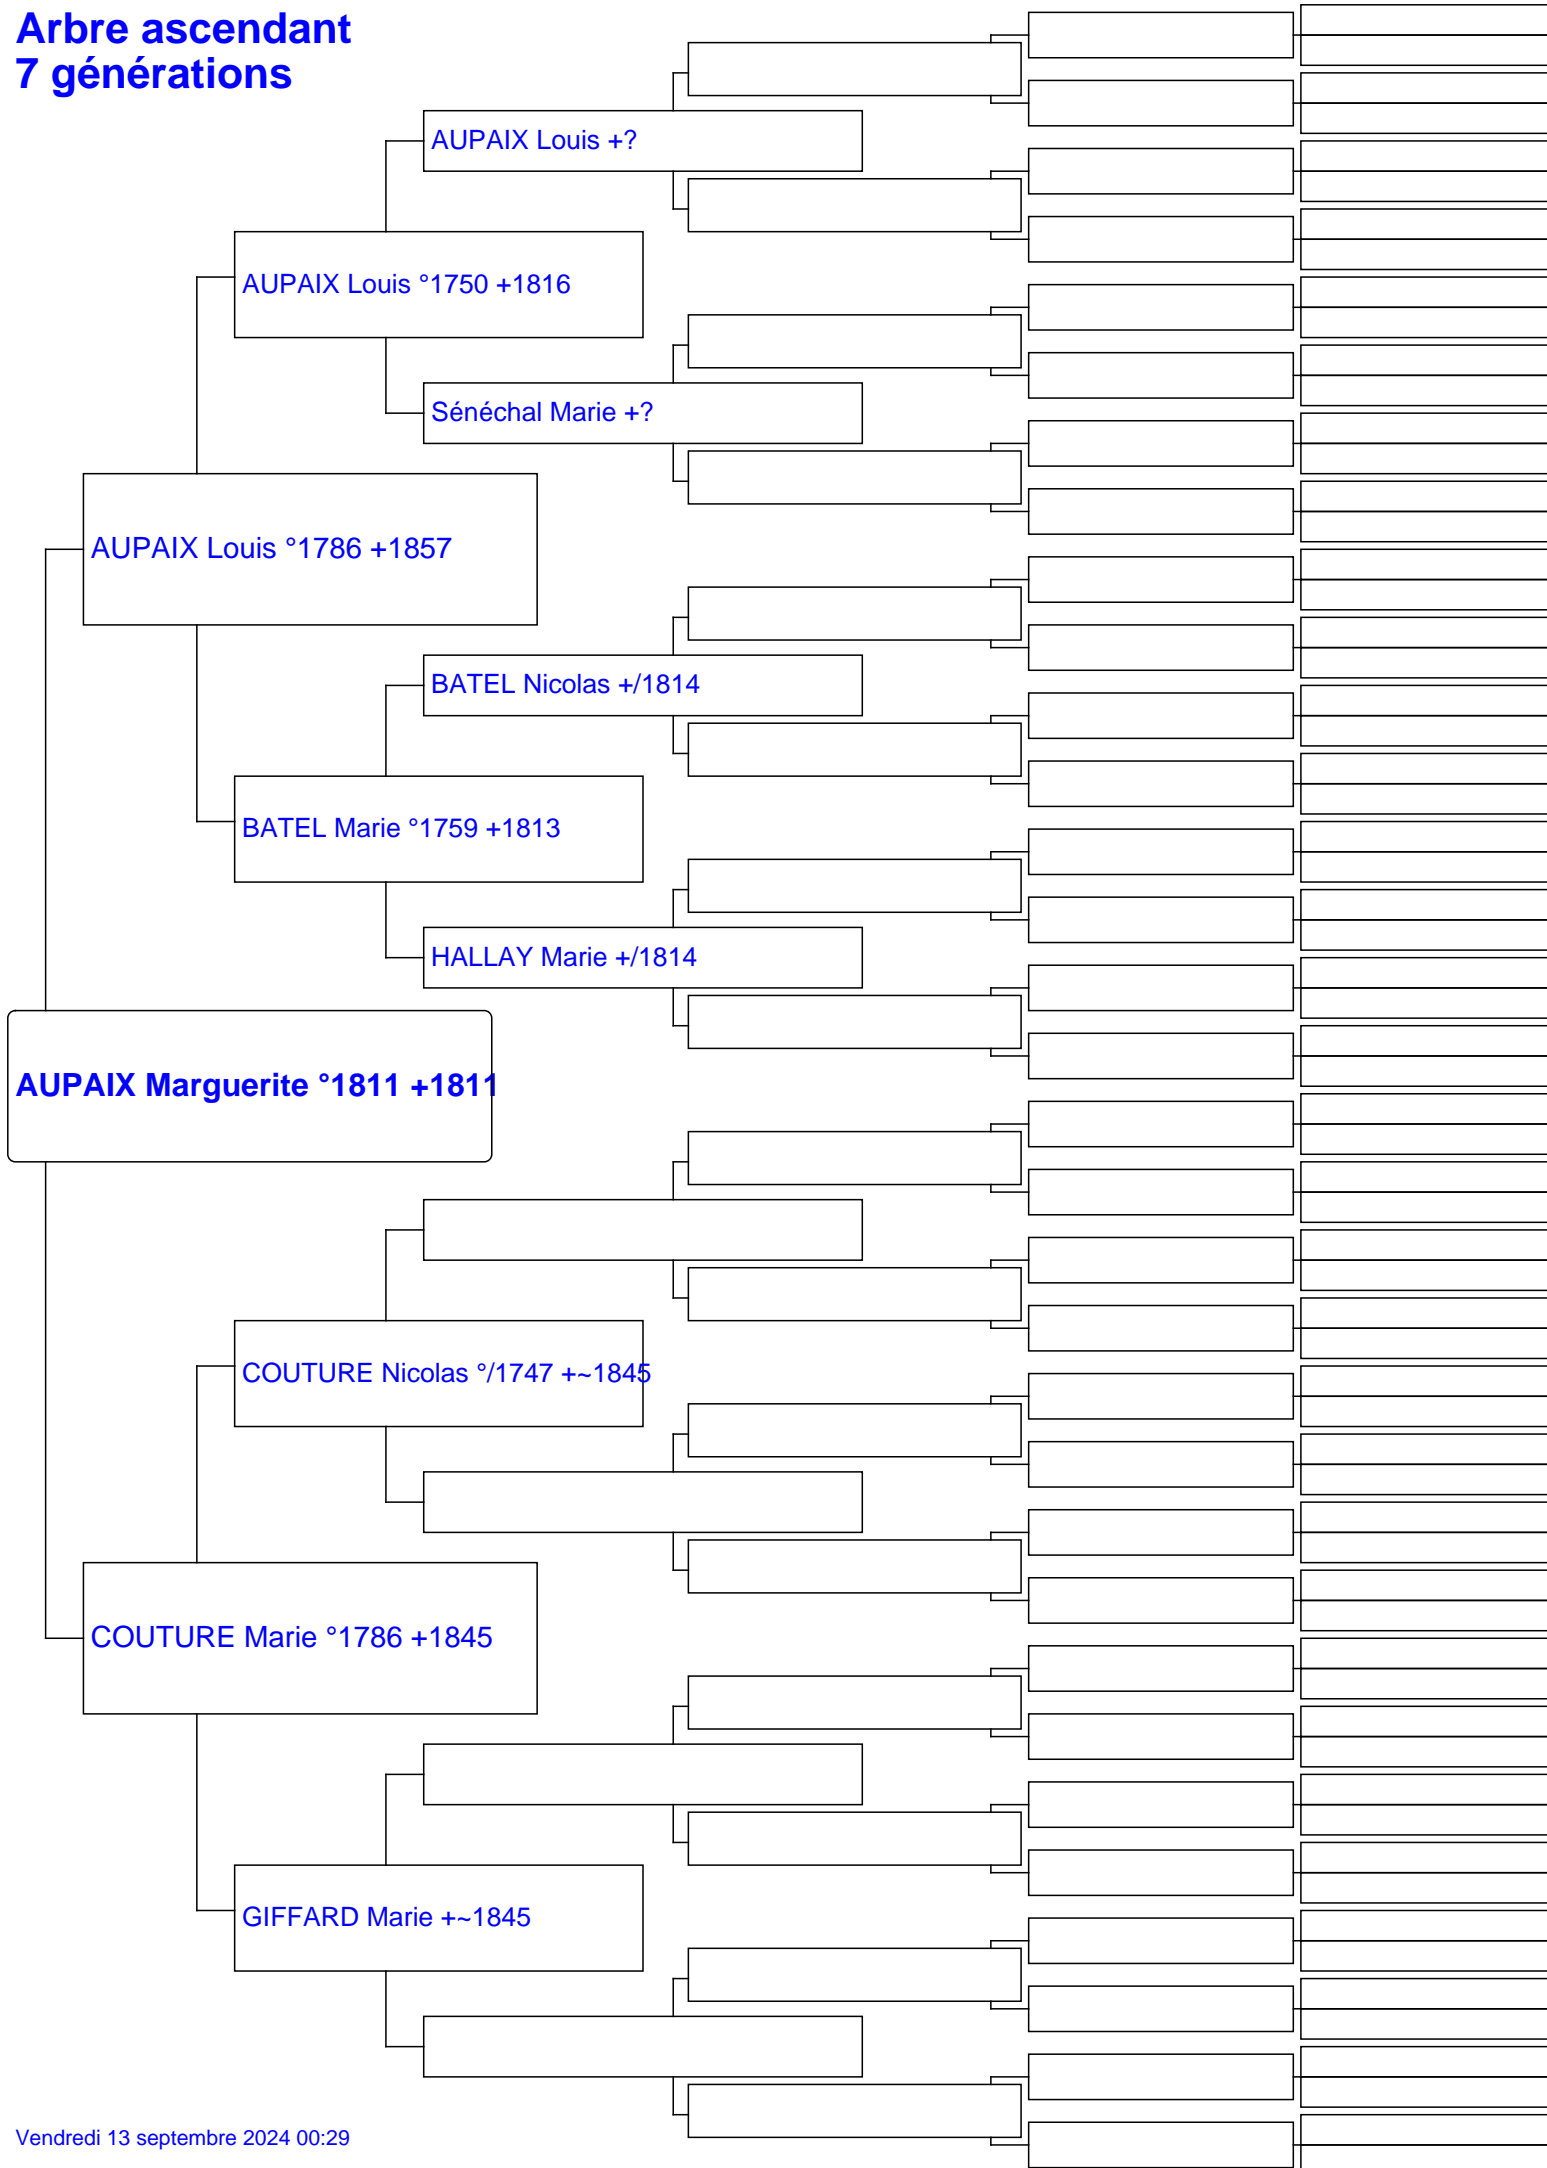 Arbre ascendant
7 générations
AUPAIX Louis +?
AUPAIX Louis °1750 +1816
Sénéchal Marie +?
AUPAIX Louis °1786 +1857
BATEL Nicolas +/1814
BATEL Marie °1759 +1813
HALLAY Marie +/1814
AUPAIX Marguerite °1811 +1811
COUTURE Nicolas °/1747 +~1845
COUTURE Marie °1786 +1845
GIFFARD Marie +~1845
Vendredi 13 septembre 2024 00:29